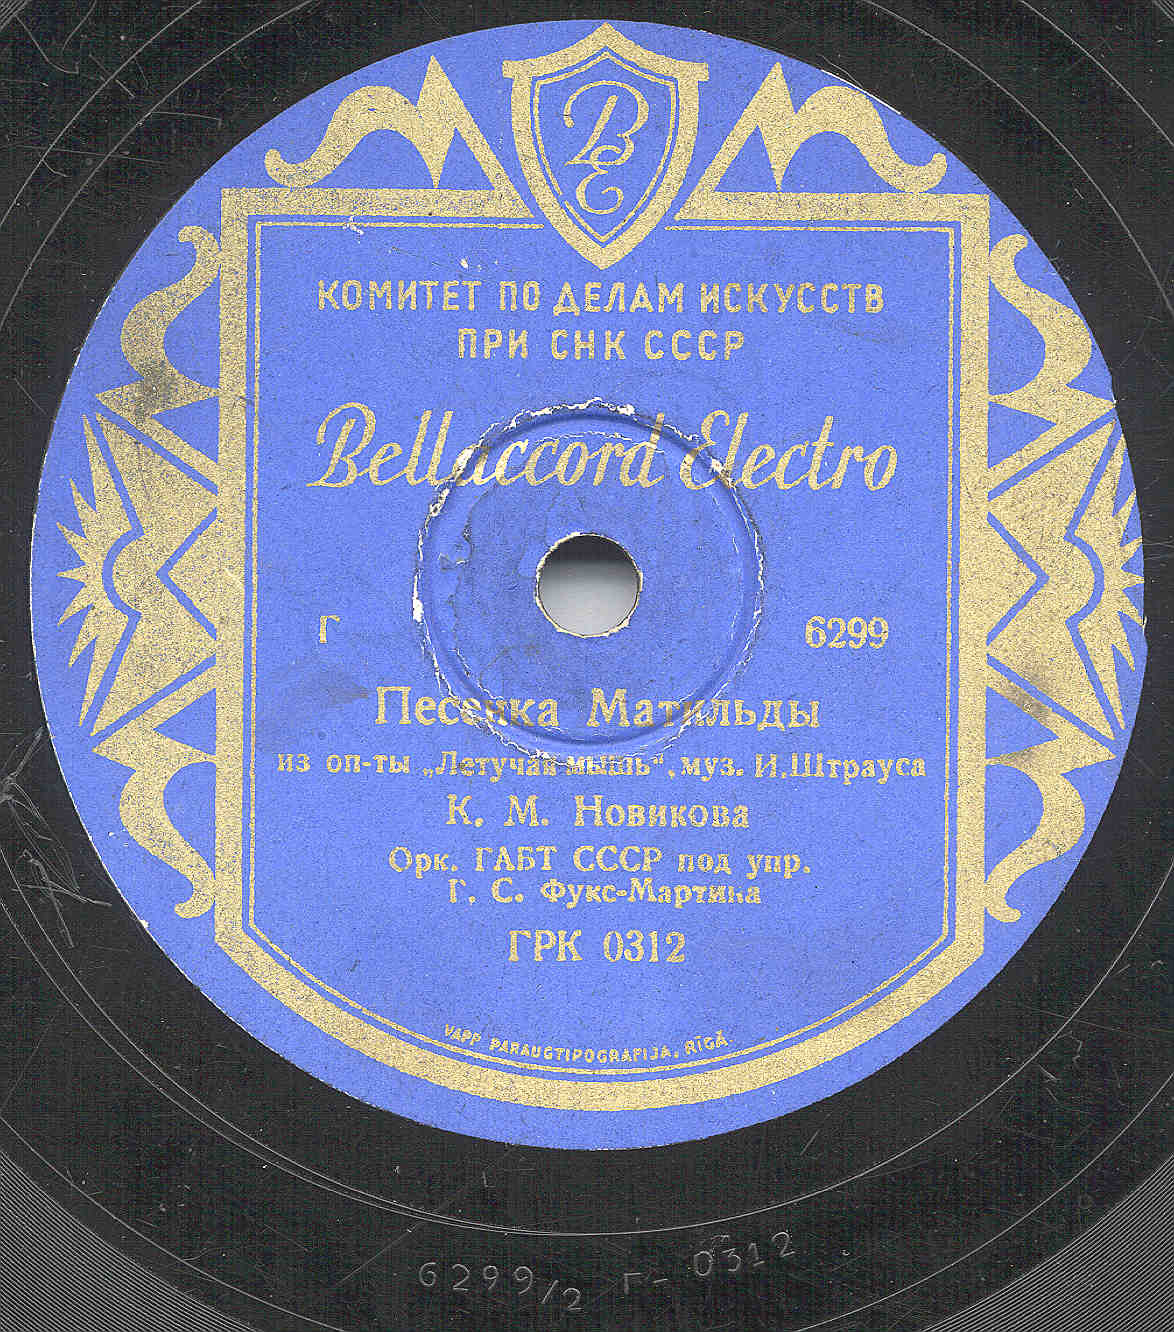 BE
КОМИТЕТ ПО ДЕЛАМ ИСКУССТВ
ПРИ СНК СССР
Bellaccord Electro
Г 6299
Песенка Матильды
из оп-ты „Летучая мышь“, муз. И. Штрауса
К. М. Новикова
Орк. ГАБТ СССР под упр.
Г. С. Фукс-Мартина
ГРК 0312
VAPP PARAUGTIPOGRAFIJA, RĪGĀ.
6299/2 г- 0312